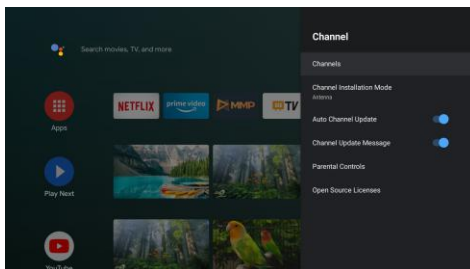 Channel
Search movies, TV, and more
Channels
Channel Installation Mode
Antenna
NETFLIX
prime video
MMP
TV
Auto Channel Update
Apps
Channel Update Message
Parental Controls
Play Next
Open Source Licenses
YouTube